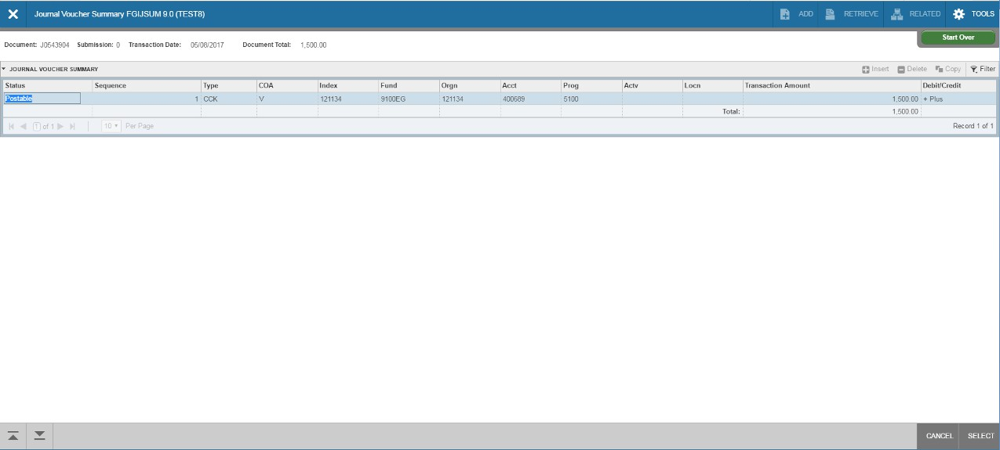 Journal Voucher Summary FGIJSUM 9.0 (TEST8) ADD RETRIEVE RELATED TOOLS
Document: J0543904 Submission: 0 Transaction Date: 05/08/2017 Document Total: 1,500.00 Start Over
JOURNAL VOUCHER SUMMARY Insert Delete Copy Filter
Status Sequence Type COA Index Fund Orgn Acct Prog Actv Locn Transaction Amount Debit/Credit
Postable 1 CCK V 121134 9100EG 121134 400689 5100 1,500.00 + Plus
Total: 1,500.00
1 of 1 10 Per Page Record 1 of 1
CANCEL SELECT